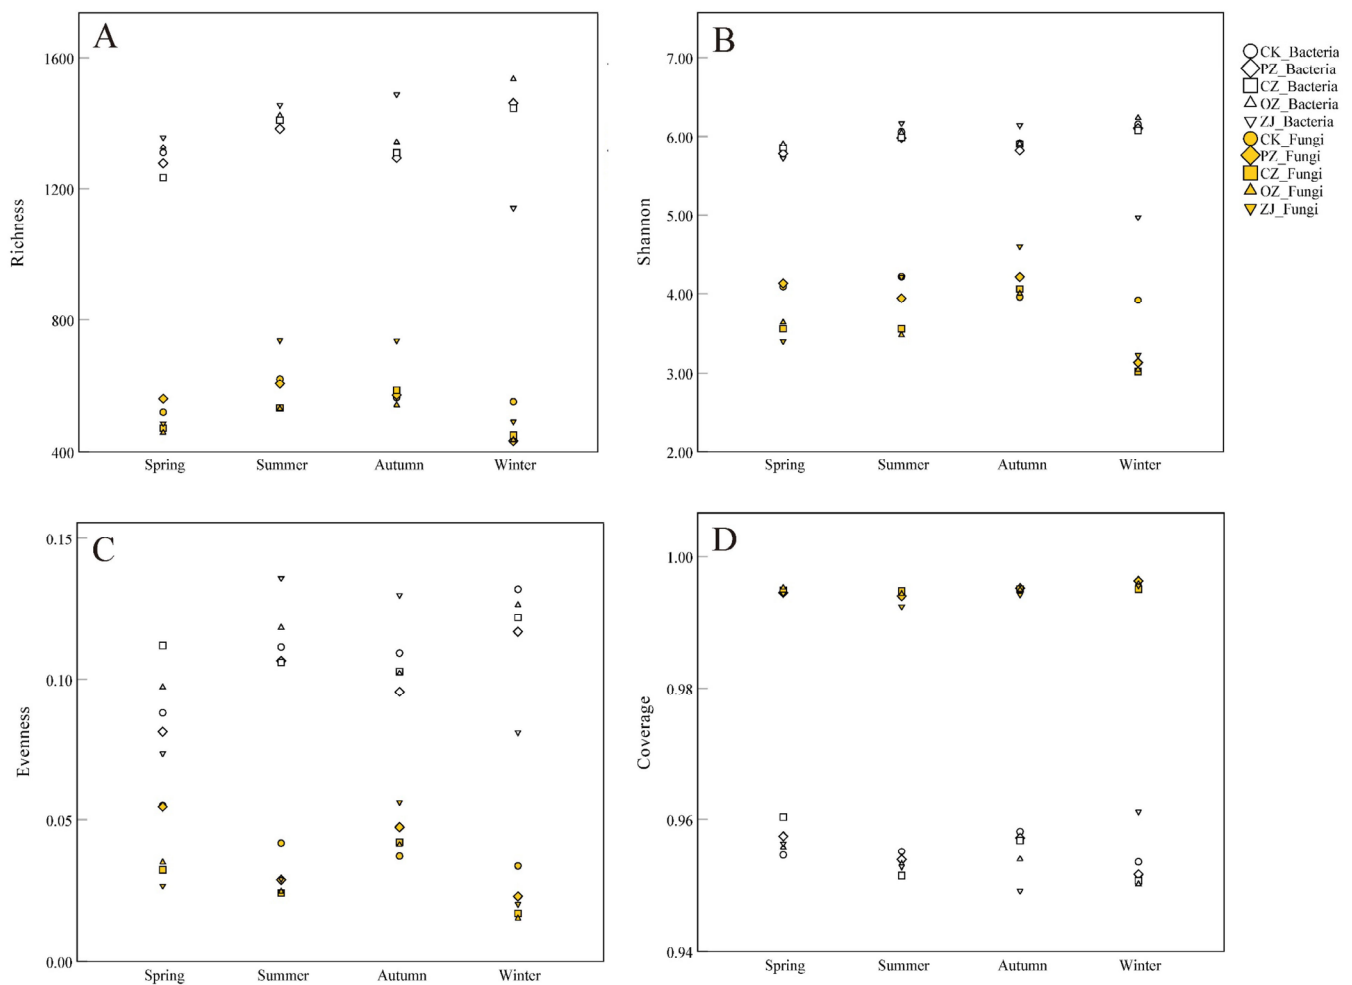 A
1600
1200
800
400
Richness
Spring Summer Autumn Winter
B
7.00
6.00
5.00
4.00
3.00
2.00
Shannon
Spring Summer Autumn Winter
CK_Bacteria
PZ_Bacteria
CZ_Bacteria
OZ_Bacteria
ZJ_Bacteria
CK_Fungi
PZ_Fungi
CZ_Fungi
OZ_Fungi
ZJ_Fungi
C
0.15
0.10
0.05
0.00
Evenness
Spring Summer Autumn Winter
D
1.00
0.98
0.96
0.94
Coverage
Spring Summer Autumn Winter